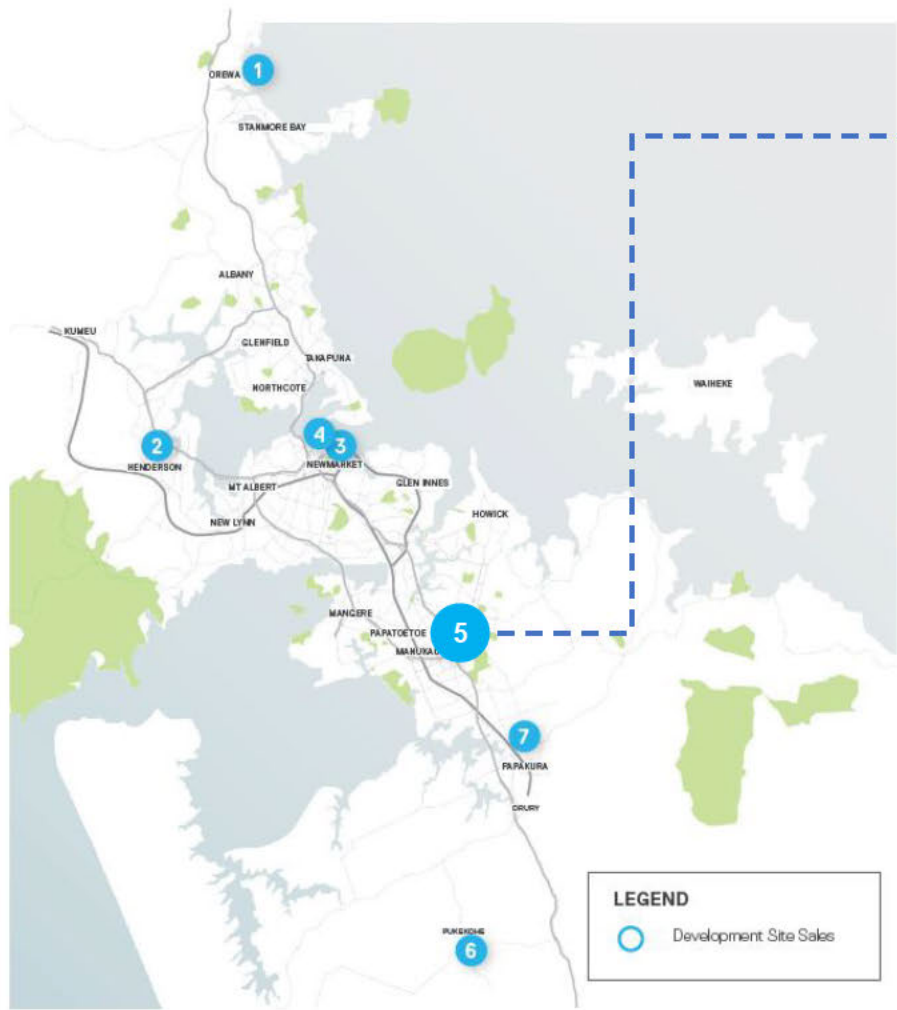 OREWA
1
STANMORE BAY
ALBANY
KUMEU
GLENFIELD
TAKAPUNA
NORTHCOTE
WAIHEKE
4
3
2
HENDERSON
NEWMARKET
MT ALBERT
GLEN INNES
NEW LYNN
HOWICK
MANGERE
PAPATOETOE
5
MANUKAU
7
PAPAKURA
DRURY
LEGEND
Development Site Sales
PUKEKOHE
6